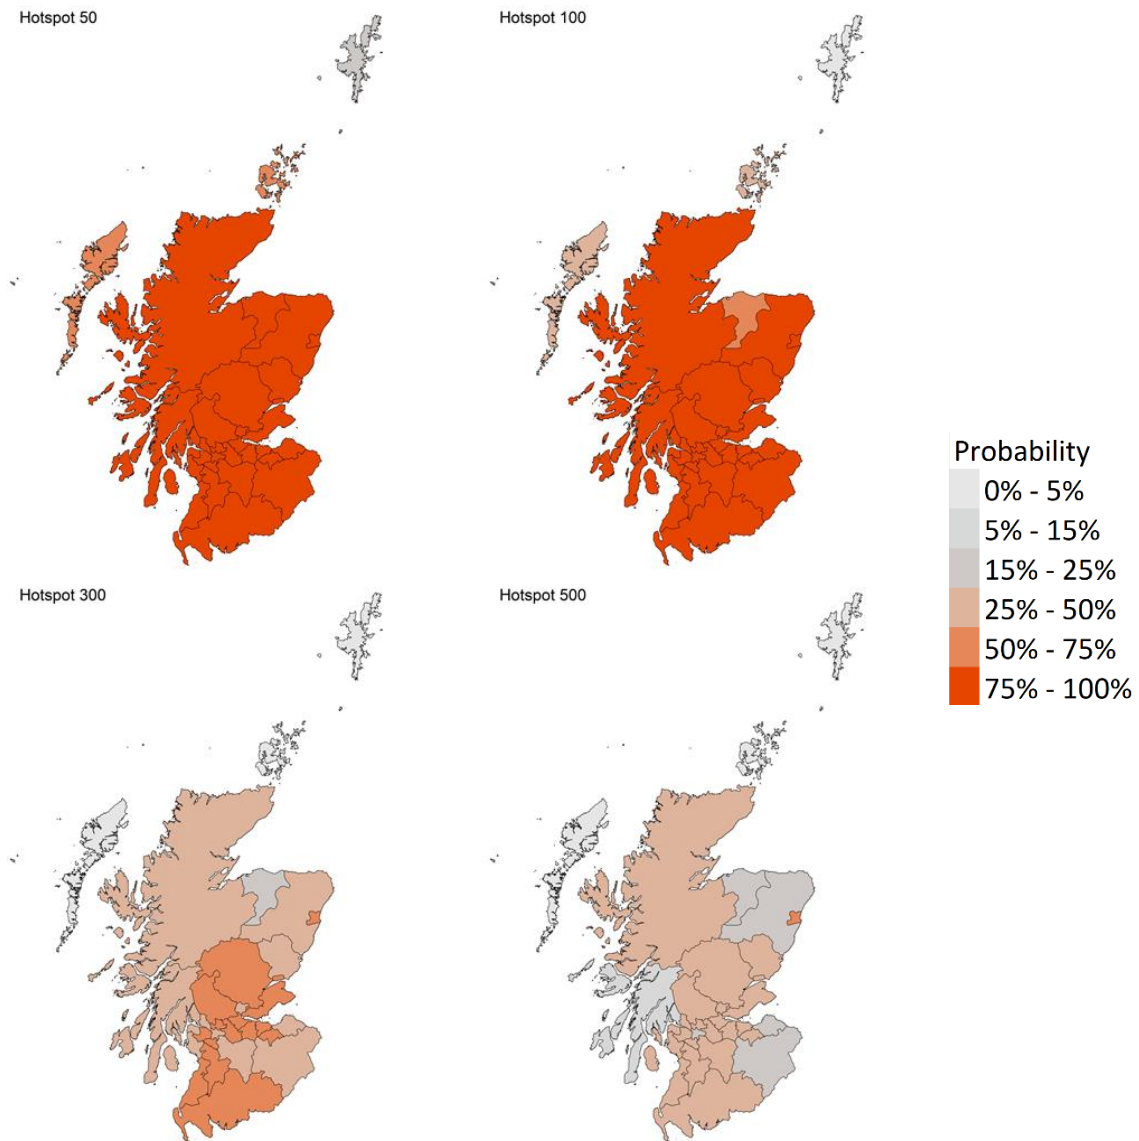 Hotspot 50
Hotspot 100
Probability
0% - 5%
5% - 15%
15% - 25%
25% - 50%
50% - 75%
75% - 100%
Hotspot 300
Hotspot 500